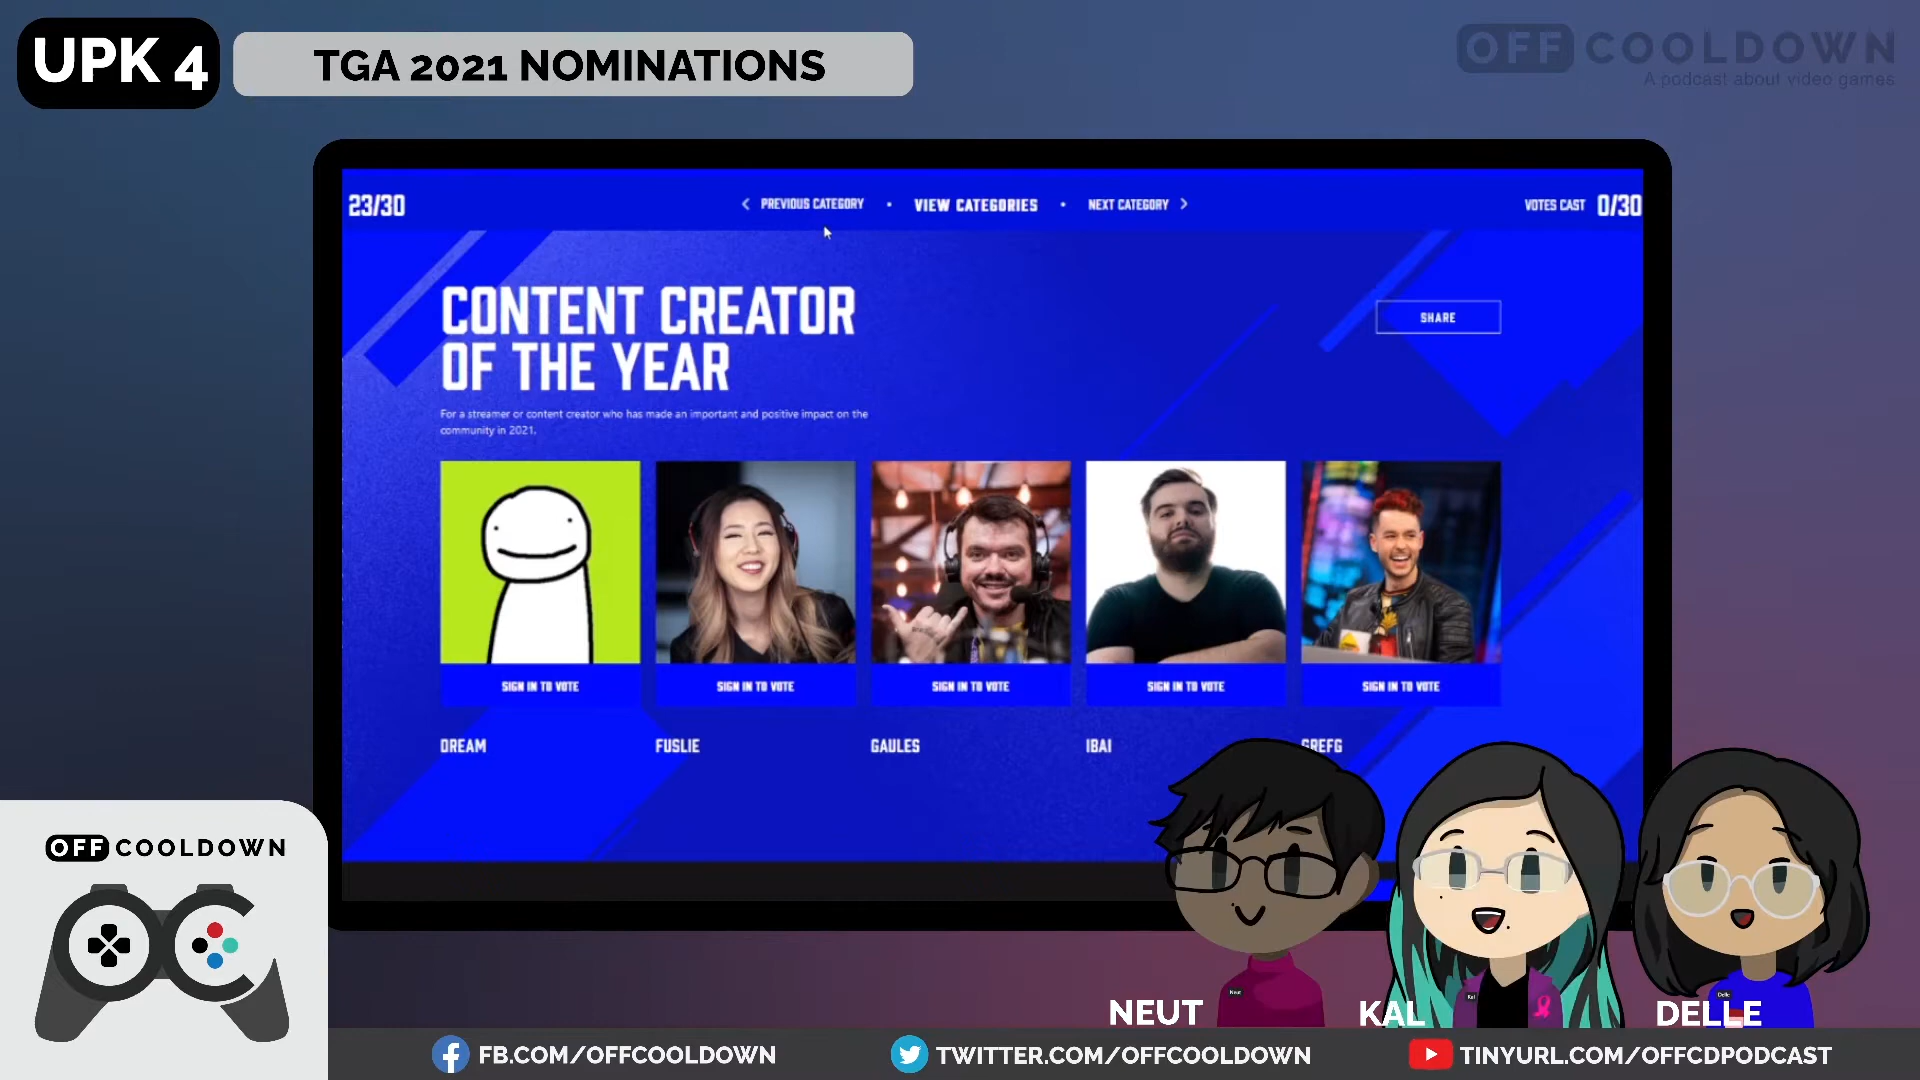 UPK 4
TGA 2021 NOMINATIONS
OFF COOLDOWN
A podcast about video games
23/30
PREVIOUS CATEGORY • VIEW CATEGORIES • NEXT CATEGORY
VOTES CAST 0/30
CONTENT CREATOR
OF THE YEAR
SHARE
For a streamer or content creator who has made an important and positive impact on the
community in 2021.
SIGN IN TO VOTE
SIGN IN TO VOTE
SIGN IN TO VOTE
SIGN IN TO VOTE
SIGN IN TO VOTE
DREAM
FUSLIE
GAULES
IBAI
GREFG
OFF COOLDOWN
Neut
Kal
Delle
NEUT
KAL
DELLE
FB.COM/OFFCOOLDOWN
TWITTER.COM/OFFCOOLDOWN
TINYURL.COM/OFFCDPODCAST